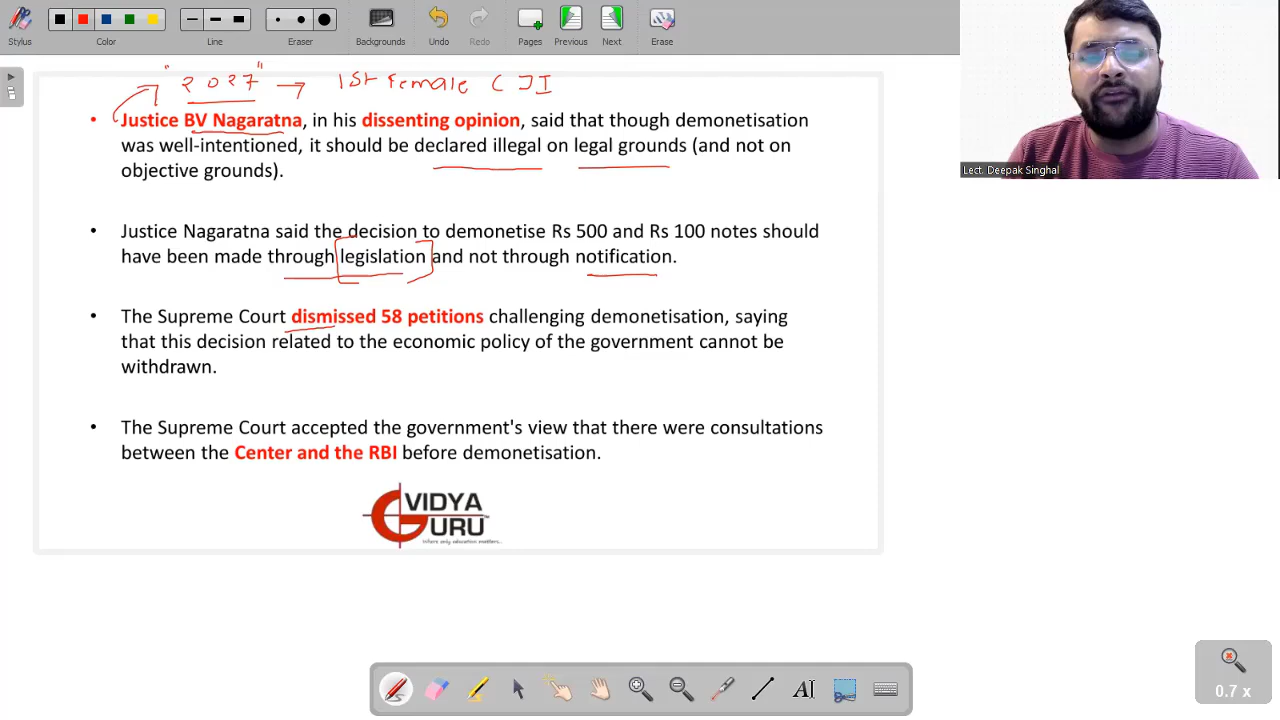 Stylus
Color
Line
Eraser
Backgrounds
Undo
Redo
Pages
Previous
Next
Erase
"2027" → 1st Female CJI
• Justice BV Nagaratna, in his dissenting opinion, said that though demonetisation
was well-intentioned, it should be declared illegal on legal grounds (and not on
objective grounds).
• Justice Nagaratna said the decision to demonetise Rs 500 and Rs 100 notes should
have been made through legislation and not through notification.
• The Supreme Court dismissed 58 petitions challenging demonetisation, saying
that this decision related to the economic policy of the government cannot be
withdrawn.
• The Supreme Court accepted the government's view that there were consultations
between the Center and the RBI before demonetisation.
VIDYA
GURU
Where only education matters...
Lect. Deepak Singhal
0.7 x